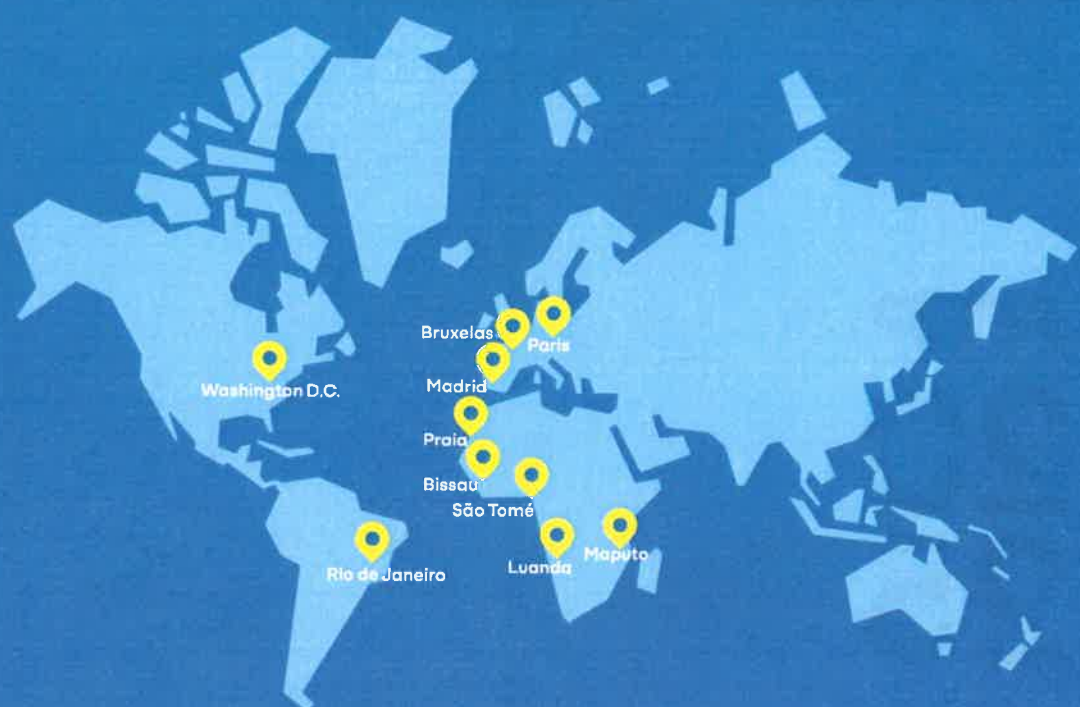 Bruxelas
Paris
Washington D.C.
Madrid
Praia
Bissau
São Tomé
Rio de Janeiro
Luanda
Maputo